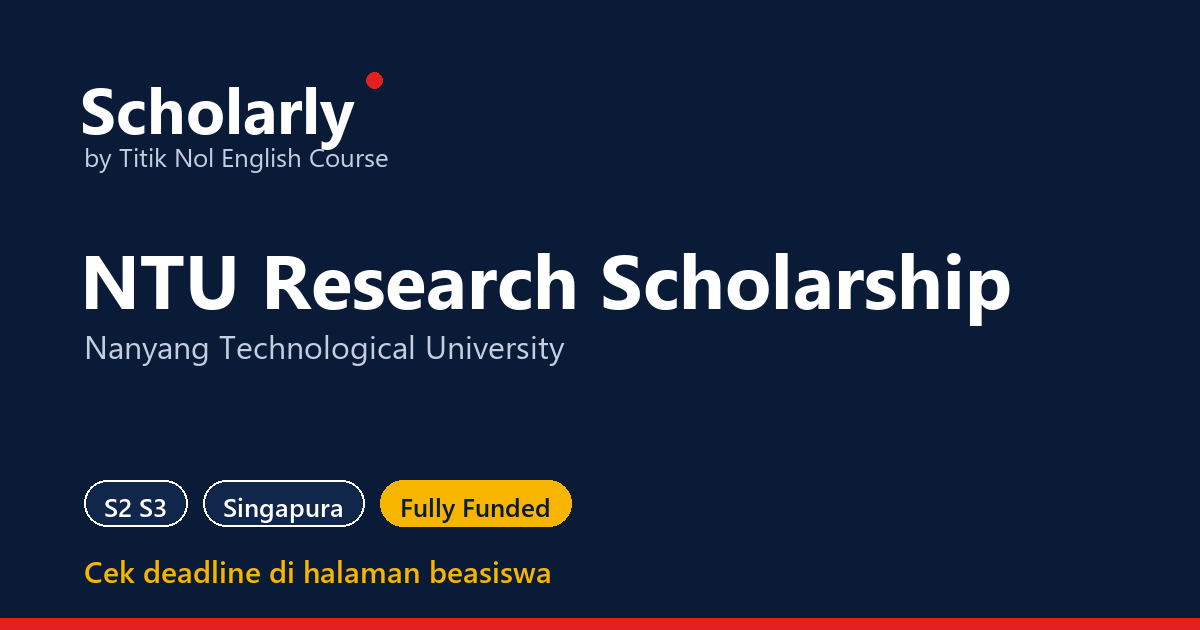 Scholarly
by Titik Nol English Course
NTU Research Scholarship
Nanyang Technological University
S2 S3
Singapura
Fully Funded
Cek deadline di halaman beasiswa